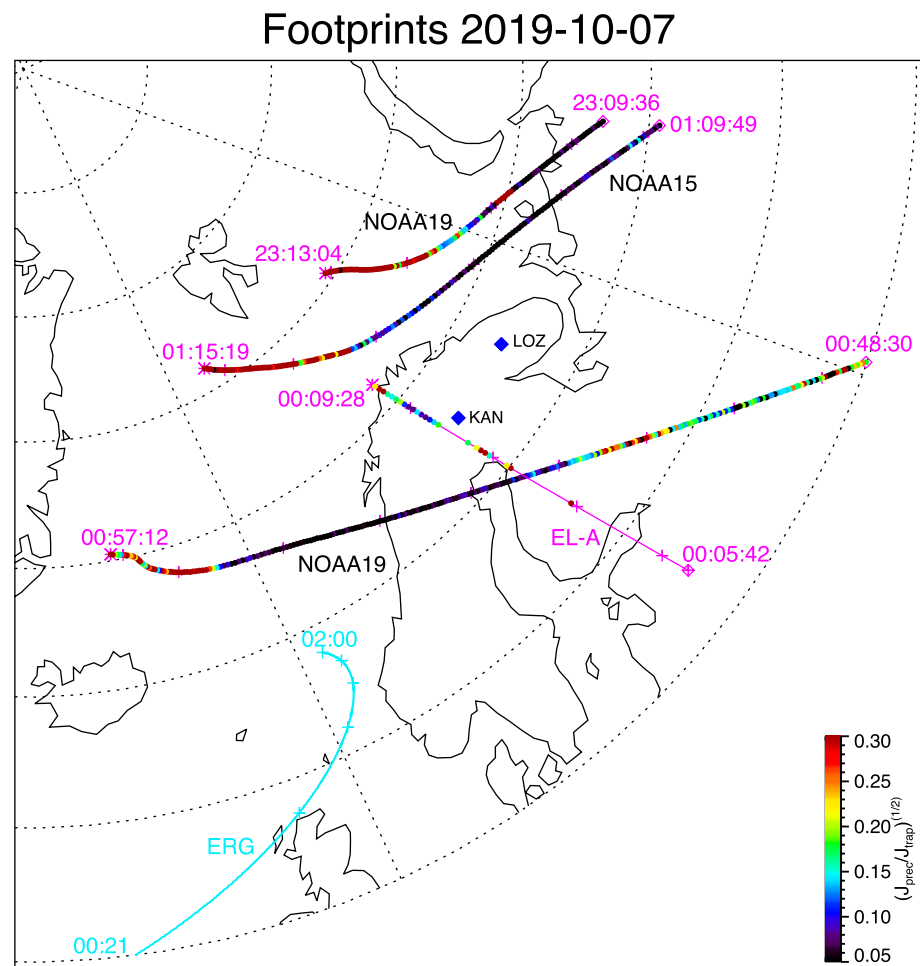 Footprints 2019-10-07
23:09:36
01:09:49
NOAA15
NOAA19
23:13:04
LOZ
00:48:30
01:15:19
00:09:28
KAN
EL-A
00:57:12
00:05:42
NOAA19
02:00
ERG
00:21
0.30
0.25
0.20
0.15
0.10
0.05
(Jprec/Jtrap)(1/2)